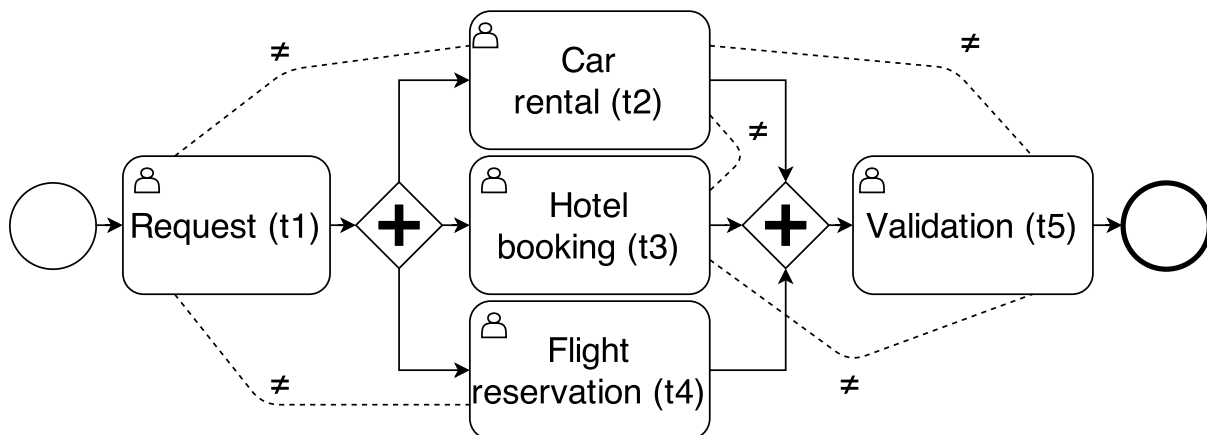 ≠
≠
Car
rental (t2)
≠
Request (t1)
Hotel
booking (t3)
Validation (t5)
Flight
reservation (t4)
≠
≠